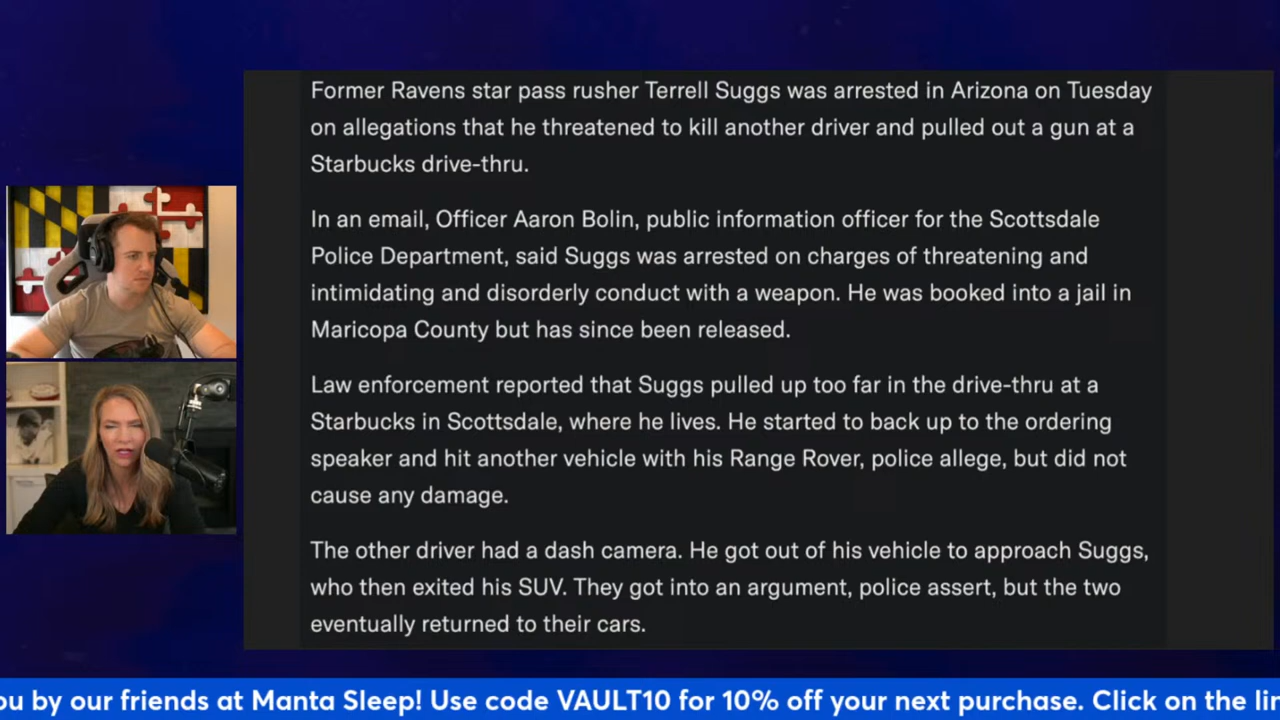 Former Ravens star pass rusher Terrell Suggs was arrested in Arizona on Tuesday
on allegations that he threatened to kill another driver and pulled out a gun at a
Starbucks drive-thru.
In an email, Officer Aaron Bolin, public information officer for the Scottsdale
Police Department, said Suggs was arrested on charges of threatening and
intimidating and disorderly conduct with a weapon. He was booked into a jail in
Maricopa County but has since been released.
Law enforcement reported that Suggs pulled up too far in the drive-thru at a
Starbucks in Scottsdale, where he lives. He started to back up to the ordering
speaker and hit another vehicle with his Range Rover, police allege, but did not
cause any damage.
The other driver had a dash camera. He got out of his vehicle to approach Suggs,
who then exited his SUV. They got into an argument, police assert, but the two
eventually returned to their cars.
ou by our friends at Manta Sleep! Use code VAULT10 for 10% off your next purchase. Click on the lin